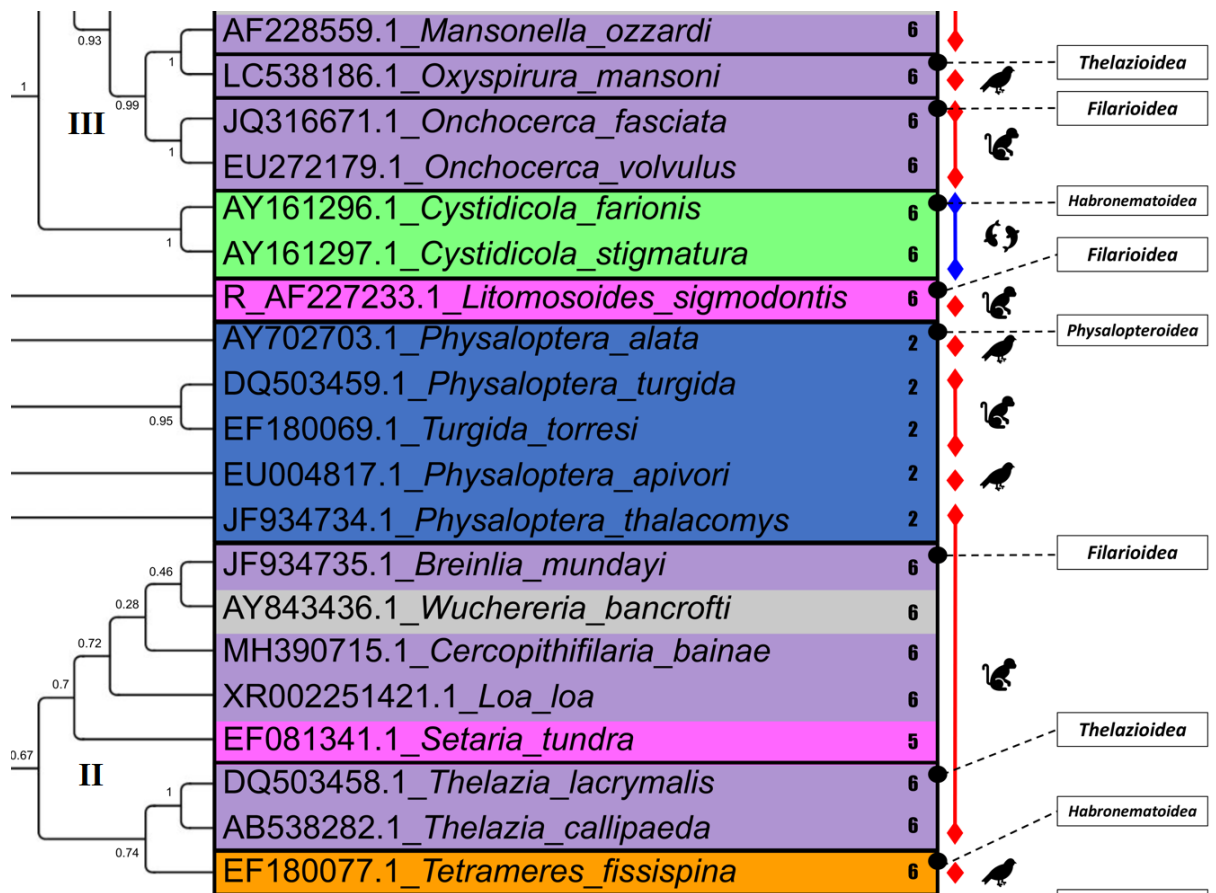 0.93
AF228559.1_Mansonella_ozzardi 6
1
LC538186.1_Oxyspirura_mansoni 6
Thelazioidea
1
0.99
III
JQ316671.1_Onchocerca_fasciata 6
Filarioidea
1
EU272179.1_Onchocerca_volvulus 6
AY161296.1_Cystidicola_farionis 6
Habronematoidea
1
AY161297.1_Cystidicola_stigmatura 6
Filarioidea
R_AF227233.1_Litomosoides_sigmodontis 6
AY702703.1_Physaloptera_alata 2
Physalopteroidea
DQ503459.1_Physaloptera_turgida 2
0.95
EF180069.1_Turgida_torresi 2
EU004817.1_Physaloptera_apivori 2
JF934734.1_Physaloptera_thalacomys 2
JF934735.1_Breinlia_mundayi 6
Filarioidea
0.46
AY843436.1_Wuchereria_bancrofti 6
0.28
MH390715.1_Cercopithifilaria_bainae 6
0.72
XR002251421.1_Loa_loa 6
0.7
EF081341.1_Setaria_tundra 5
Thelazioidea
0.67
II
DQ503458.1_Thelazia_lacrymalis 6
1
AB538282.1_Thelazia_callipaeda 6
Habronematoidea
0.74
EF180077.1_Tetrameres_fissispina 6